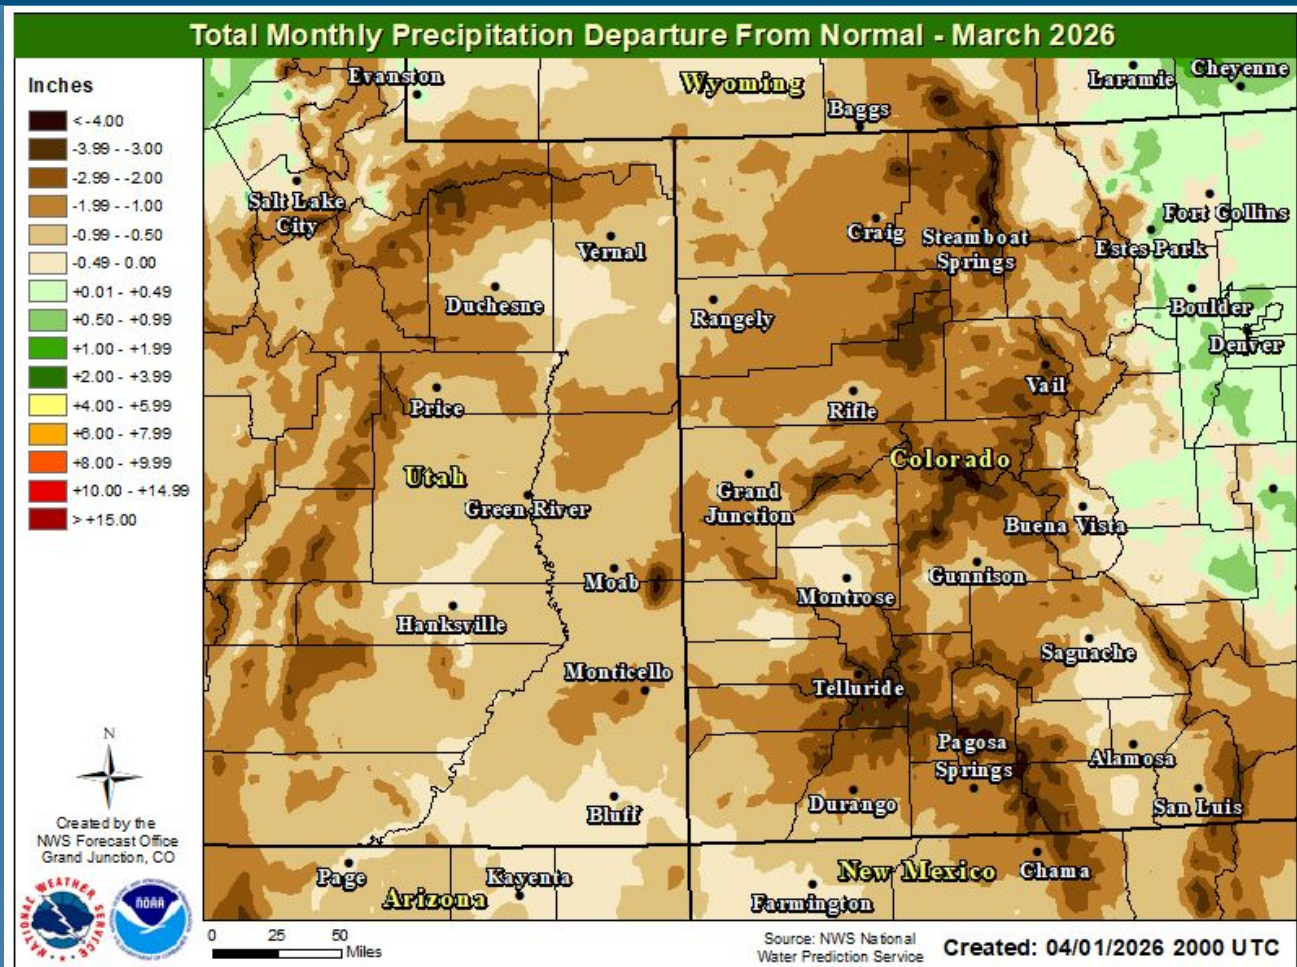 Total Monthly Precipitation Departure From Normal - March 2026
Inches
< -4.00
-3.99 - -3.00
-2.99 - -2.00
-1.99 - -1.00
-0.99 - -0.50
-0.49 - 0.00
+0.01 - +0.49
+0.50 - +0.99
+1.00 - +1.99
+2.00 - +3.99
+4.00 - +5.99
+6.00 - +7.99
+8.00 - +9.99
+10.00 - +14.99
> +15.00
Evanston
Wyoming
Laramie
Cheyenne
Baggs
Salt Lake
City
Vernal
Craig
Steamboat
Springs
Fort Collins
Estes Park
Duchesne
Rangely
Boulder
Denver
Price
Rifle
Vail
Utah
Colorado
Green River
Grand
Junction
Buena Vista
Moab
Montrose
Gunnison
Hanksville
Saguache
Monticello
Telluride
Pagosa
Springs
Alamosa
Bluff
Durango
San Luis
Page
Arizona
Kayenta
New Mexico
Chama
Farmington
N
Created by the
NWS Forecast Office
Grand Junction, CO
NATIONAL WEATHER SERVICE
NOAA
0 25 50
Miles
Source: NWS National
Water Prediction Service
Created: 04/01/2026 2000 UTC